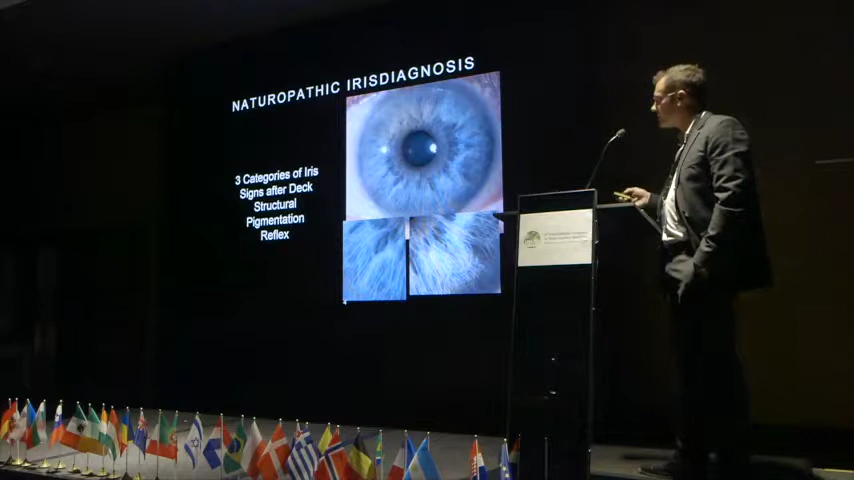 NATUROPATHIC IRISDIAGNOSIS
3 Categories of Iris
Signs after Deck
Structural
Pigmentation
Reflex